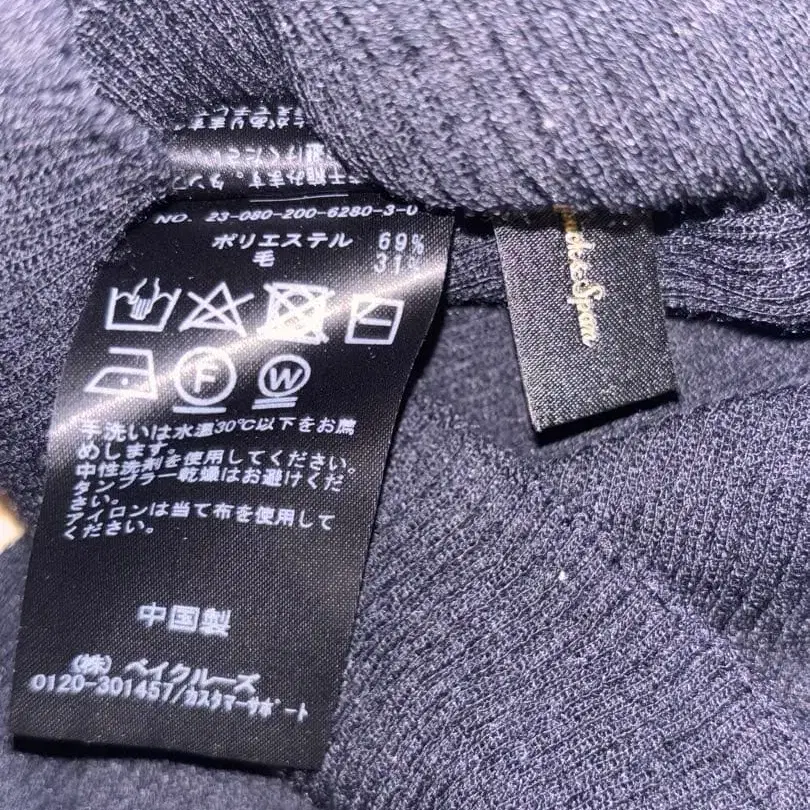 NO. 23-080-200-6280-3-0
ポリエステル 69%
毛 31%
F
W
手洗いは水温30℃以下をお薦
めします。
中性洗剤を使用してください。
タンブラー乾燥はお避けくだ
さい。
アイロンは当て布を使用して
ください。
中国製
(株)ベイクルーズ
0120-301457/カスタマーサポート
Spun